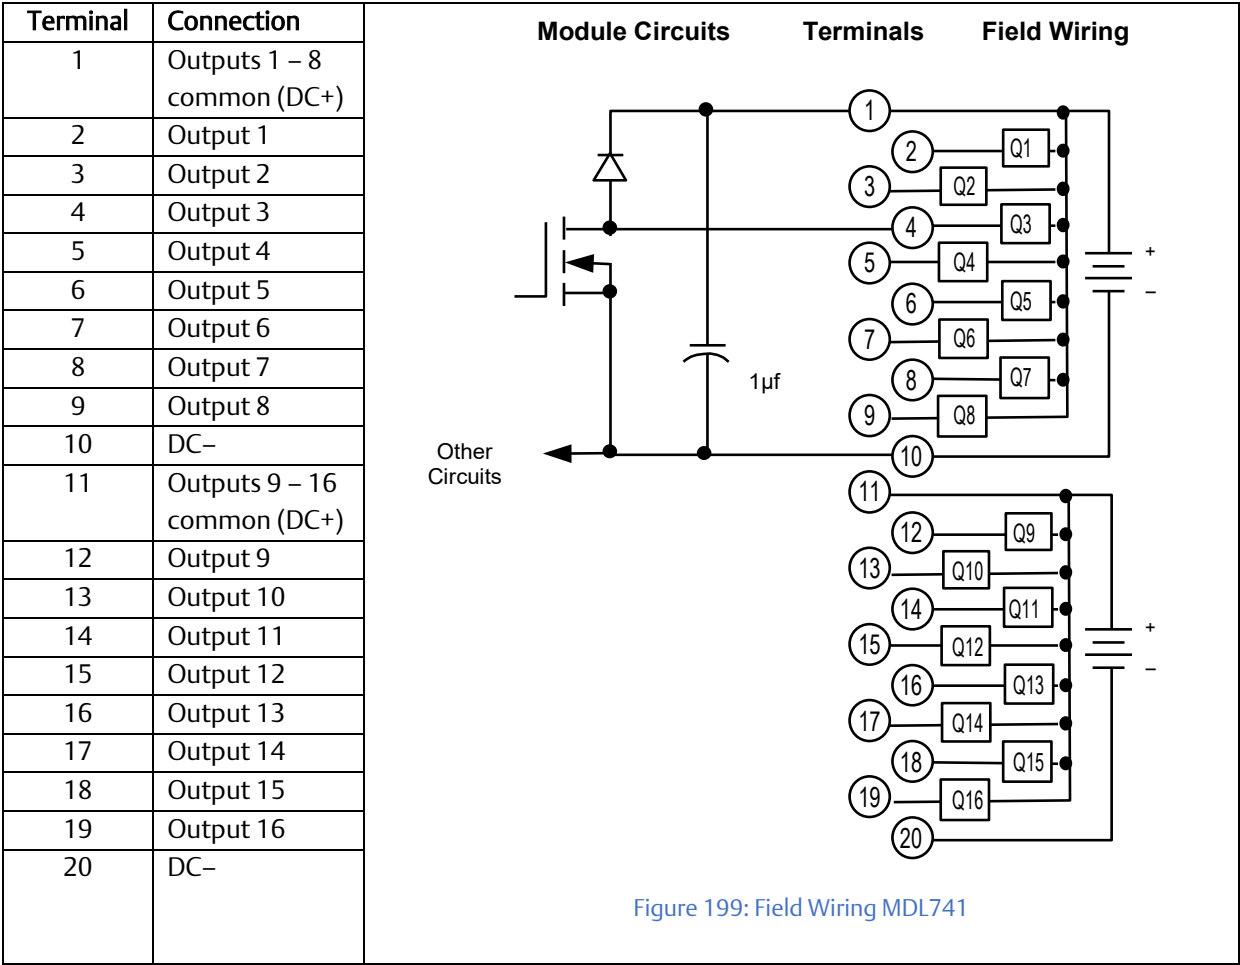 Terminal Connection
1 Outputs 1 – 8
common (DC+)
2 Output 1
3 Output 2
4 Output 3
5 Output 4
6 Output 5
7 Output 6
8 Output 7
9 Output 8
10 DC–
11 Outputs 9 – 16
common (DC+)
12 Output 9
13 Output 10
14 Output 11
15 Output 12
16 Output 13
17 Output 14
18 Output 15
19 Output 16
20 DC–
Module Circuits Terminals Field Wiring
1
2 Q1
3 Q2
4 Q3
5 Q4
+
6 Q5
–
7 Q6
8 Q7
1µf
9 Q8
Other
Circuits
10
11
12 Q9
13 Q10
14 Q11
+
15 Q12
–
16 Q13
17 Q14
18 Q15
19 Q16
20
Figure 199: Field Wiring MDL741